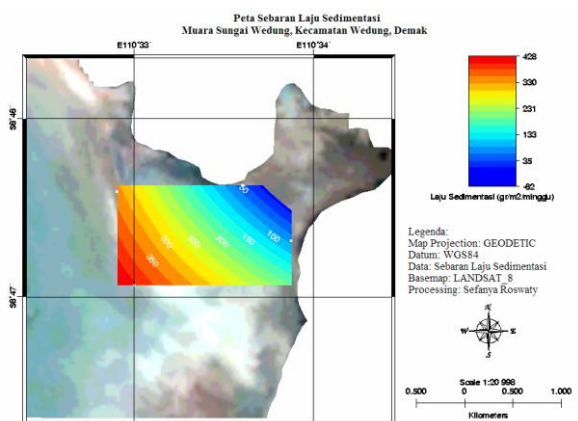 Peta Sebaran Laju Sedimentasi
Muara Sungai Wedung, Kecamatan Wedung, Demak
E110°33
E110°34
S6°46
S6°47
50
100
150
200
250
300
350
428
330
231
133
35
-62
Laju Sedimentasi (gr/m2/minggu)
Legenda:
Map Projection: GEODETIC
Datum: WGS84
Data: Sebaran Laju Sedimentasi
Basemap: LANDSAT_8
Processing: Sefanya Roswaty
N
W
E
S
Scale 1:20 998
0.500
0
0.500
1.000
Kilometers